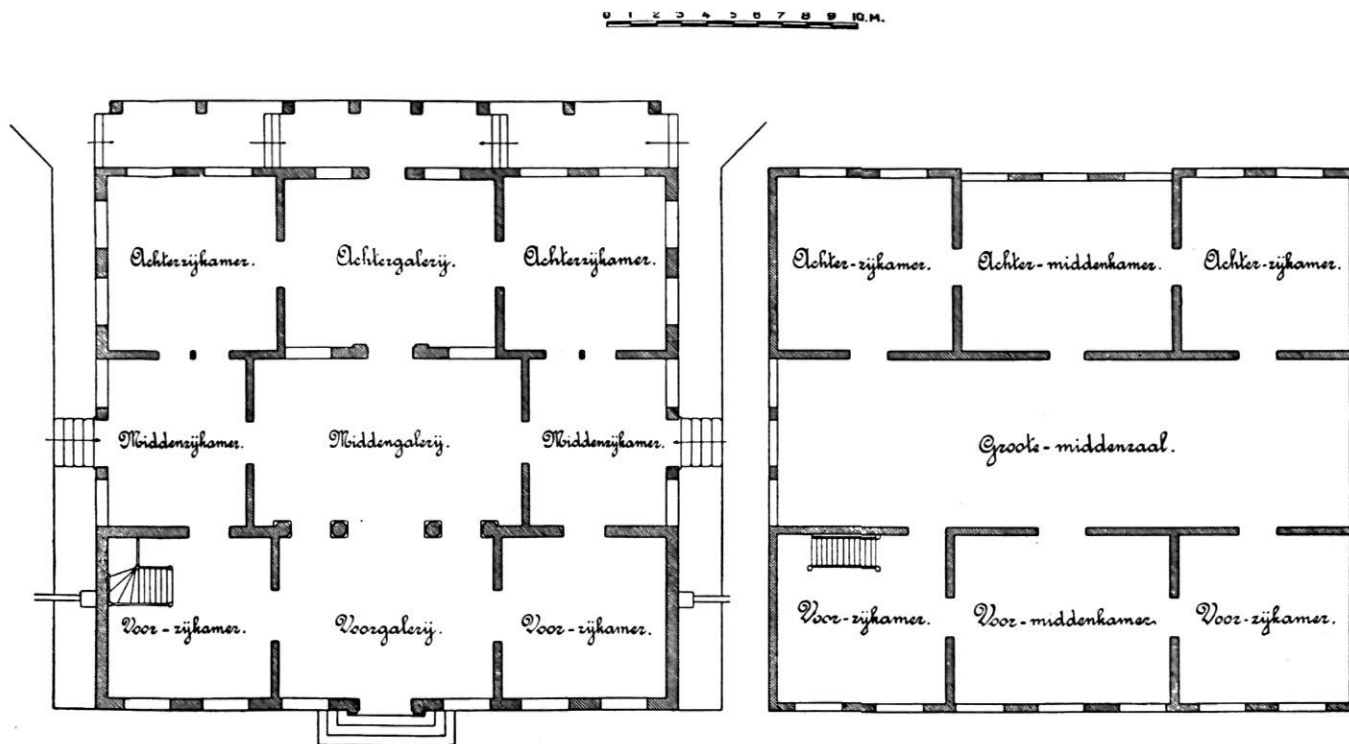 0 1 2 3 4 5 6 7 8 9 10. M.
Achterzijkamer. Achtergalerij. Achterzijkamer.
Middenzijkamer. Middengalerij. Middenzijkamer.
Voor-zijkamer. Voorgalerij. Voor-zijkamer.
Achter-zijkamer. Achter-middenkamer. Achter-zijkamer.
Groote-middenzaal.
Voor-zijkamer. Voor-middenkamer. Voor-zijkamer.